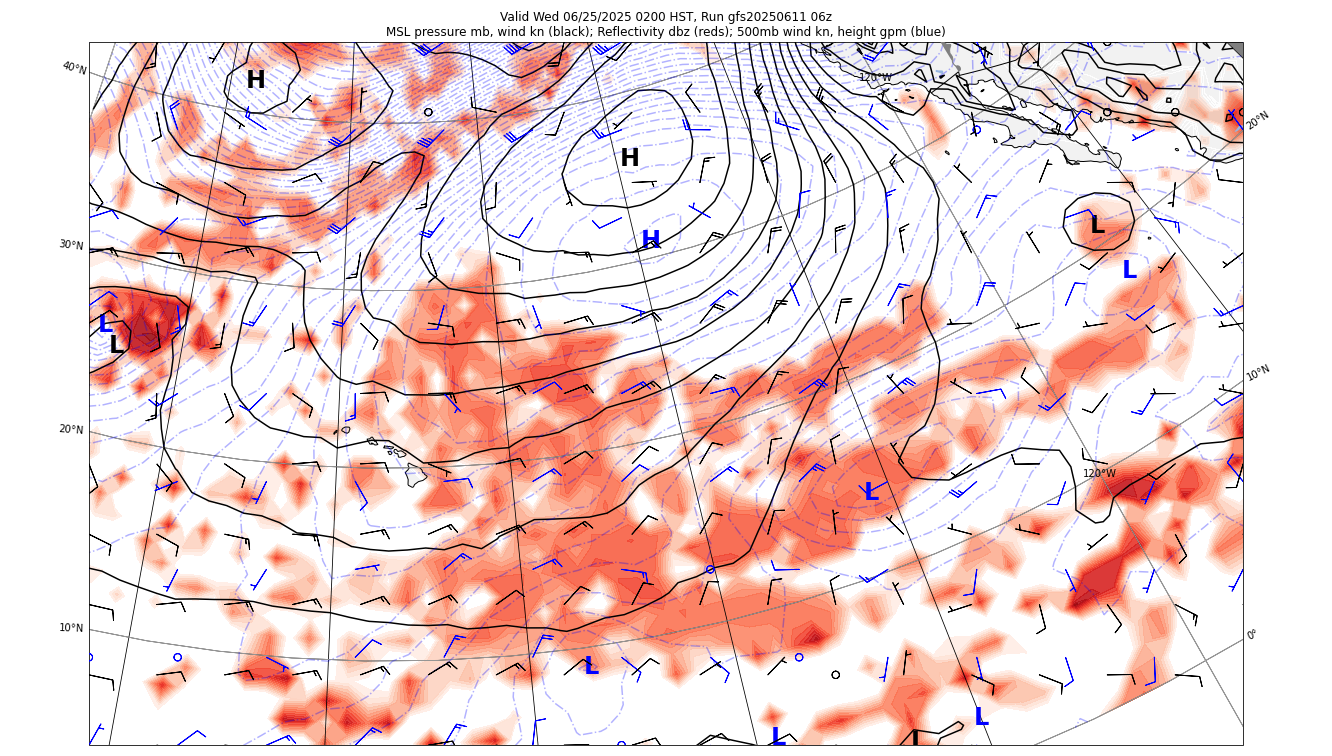 Valid Wed 06/25/2025 0200 HST, Run gfs20250611 06z
MSL pressure mb, wind kn (black); Reflectivity dbz (reds); 500mb wind kn, height gpm (blue)
40°N
H
120°W
20°N
H
L
30°N
H
L
L
L
10°N
20°N
120°W
L
10°N
0°
L
L
L
L